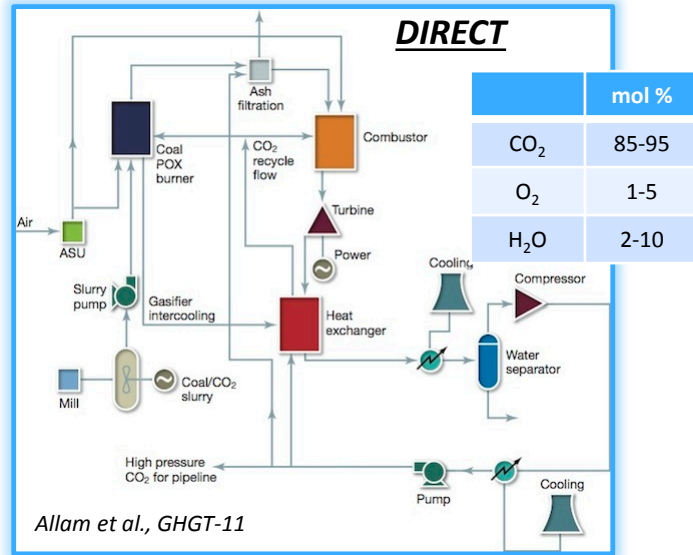 DIRECT
mol %
CO₂ 85-95
O₂ 1-5
H₂O 2-10
Ash
filtration
Coal
POX
burner
CO₂
recycle
flow
Combustor
Air
ASU
Turbine
Power
Slurry
pump
Gasifier
intercooling
Heat
exchanger
Cooling
Compressor
Water
separator
Mill
Coal/CO₂
slurry
High pressure
CO₂ for pipeline
Pump
Cooling
Allam et al., GHGT-11